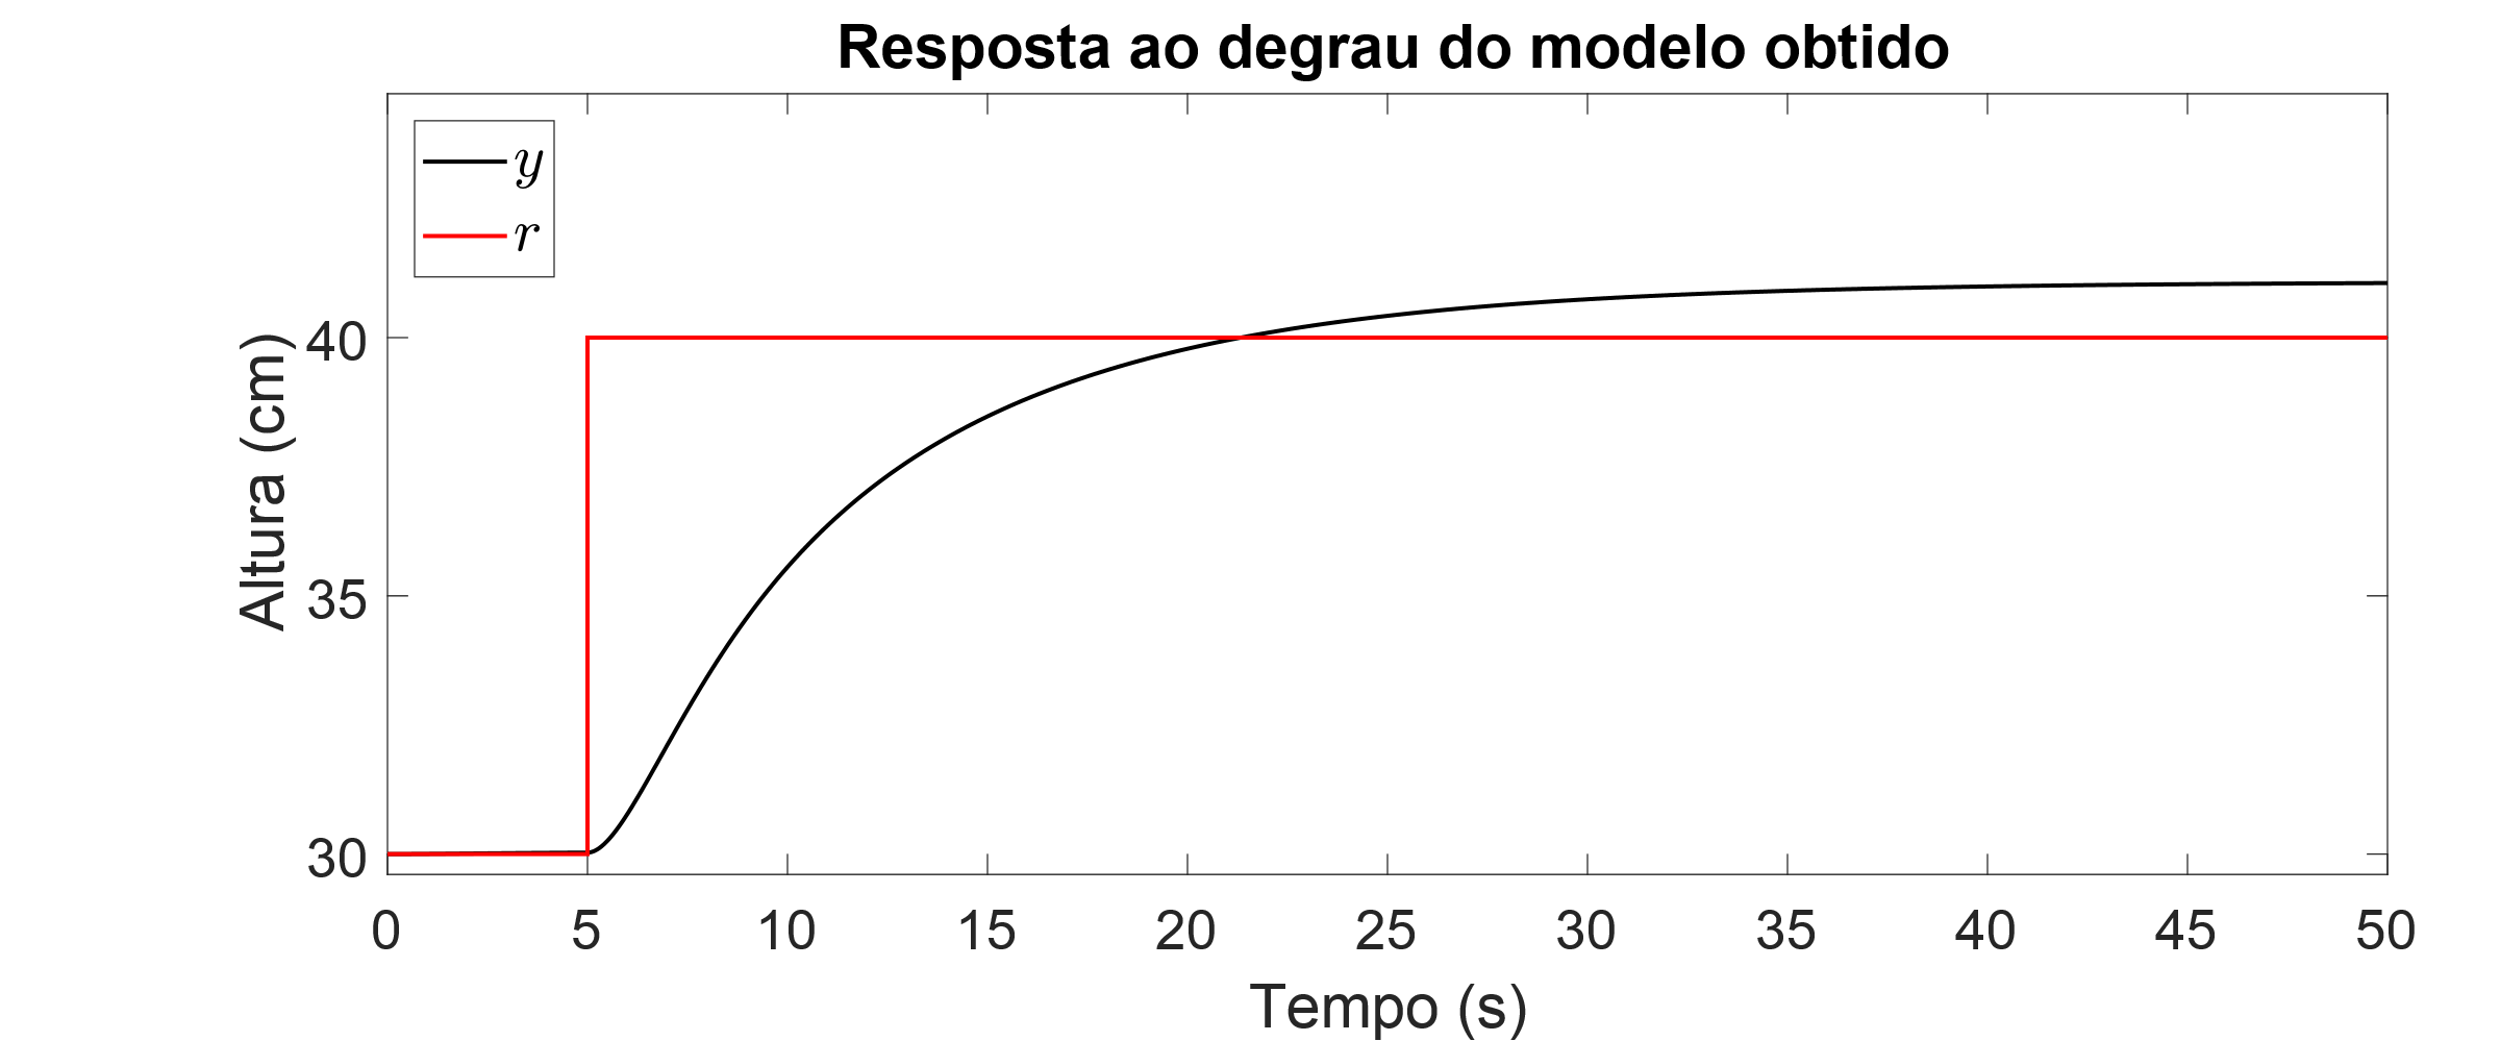 Resposta ao degrau do modelo obtido
y
r
Altura (cm)
40
35
30
0 5 10 15 20 25 30 35 40 45 50
Tempo (s)